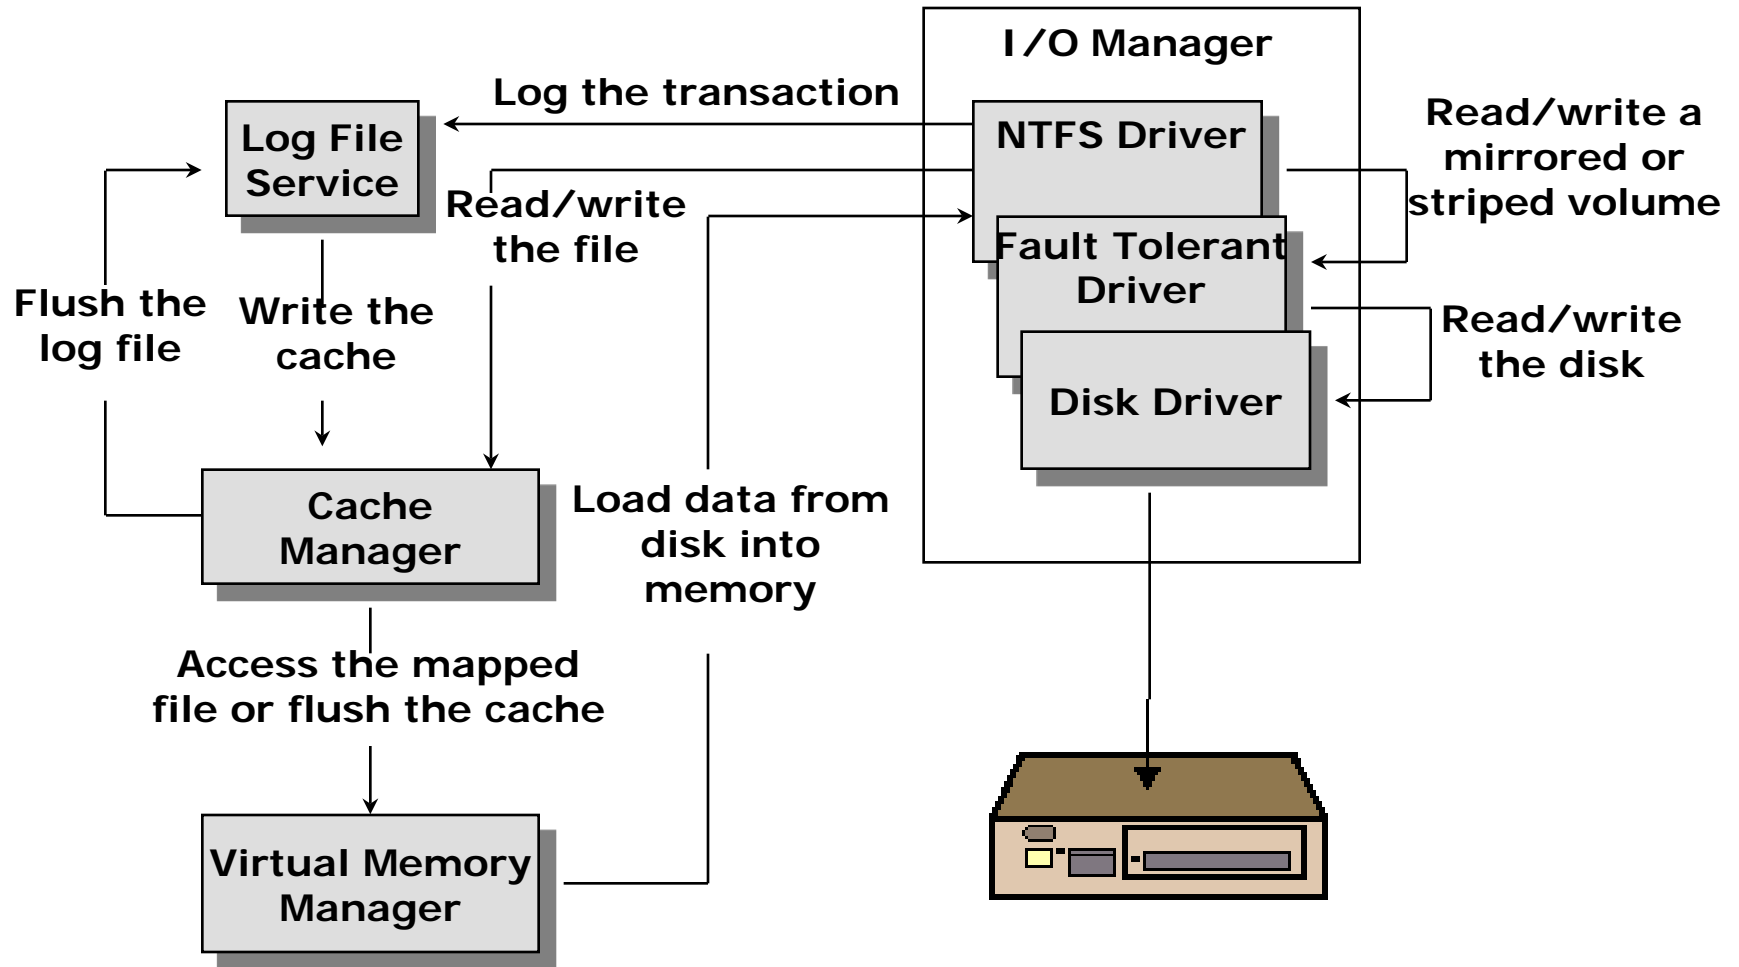 I/O Manager
Log the transaction
Log File
Service
NTFS Driver
Read/write a
mirrored or
striped volume
Read/write
the file
Fault Tolerant
Driver
Flush the
log file
Write the
cache
Read/write
the disk
Disk Driver
Cache
Manager
Load data from
disk into
memory
Access the mapped
file or flush the cache
Virtual Memory
Manager